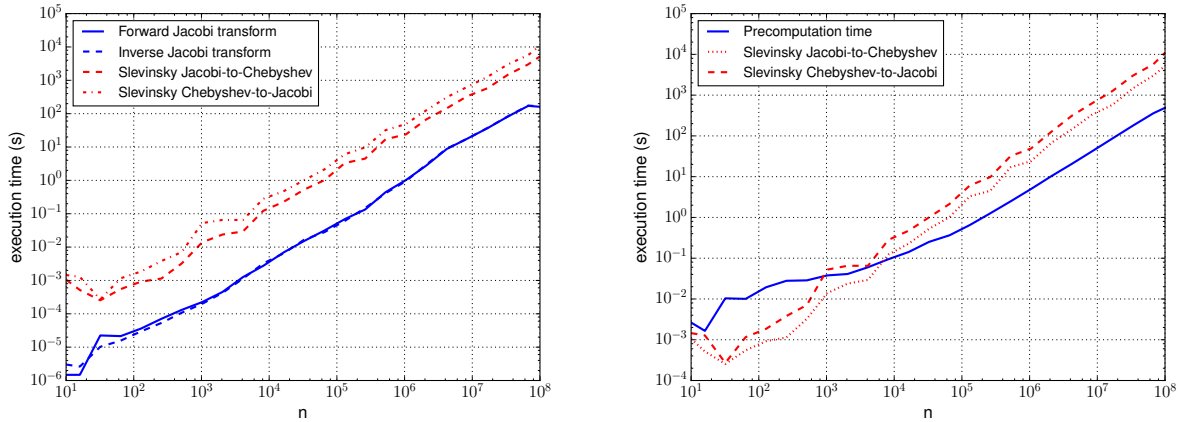 Forward Jacobi transform
Inverse Jacobi transform
Slevinsky Jacobi-to-Chebyshev
Slevinsky Chebyshev-to-Jacobi
execution time (s)
10^5
10^4
10^3
10^2
10^1
10^0
10^-1
10^-2
10^-3
10^-4
10^-5
10^-6
10^1 10^2 10^3 10^4 10^5 10^6 10^7 10^8
n
Precomputation time
Slevinsky Jacobi-to-Chebyshev
Slevinsky Chebyshev-to-Jacobi
execution time (s)
10^5
10^4
10^3
10^2
10^1
10^0
10^-1
10^-2
10^-3
10^-4
10^1 10^2 10^3 10^4 10^5 10^6 10^7 10^8
n